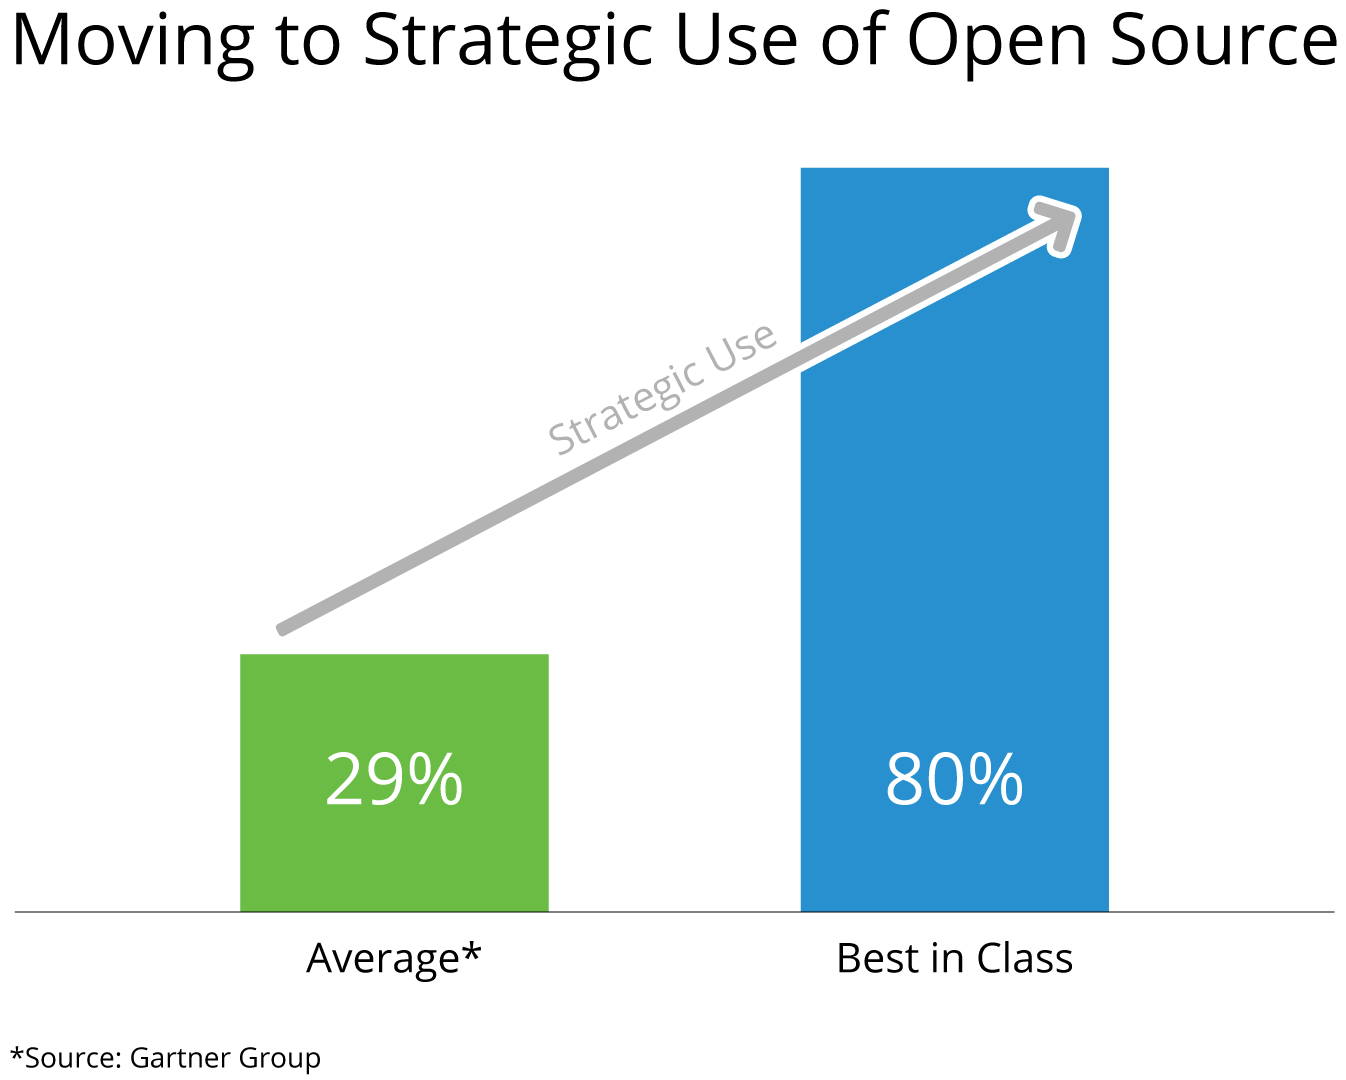 Moving to Strategic Use of Open Source
Strategic Use
29%
80%
Average*
Best in Class
*Source: Gartner Group